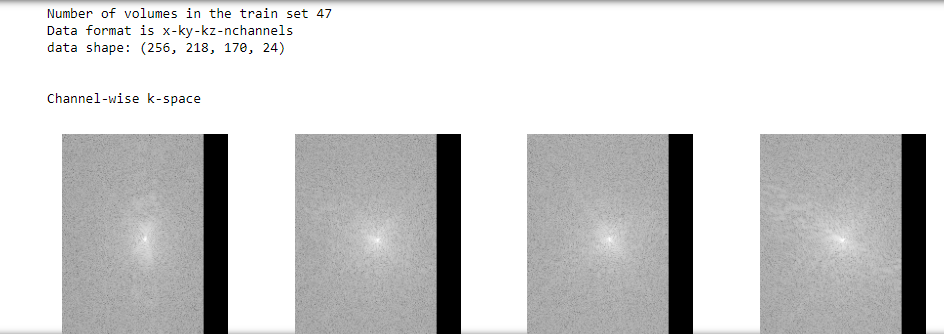 Number of volumes in the train set 47
Data format is x-ky-kz-nchannels
data shape: (256, 218, 170, 24)
Channel-wise k-space